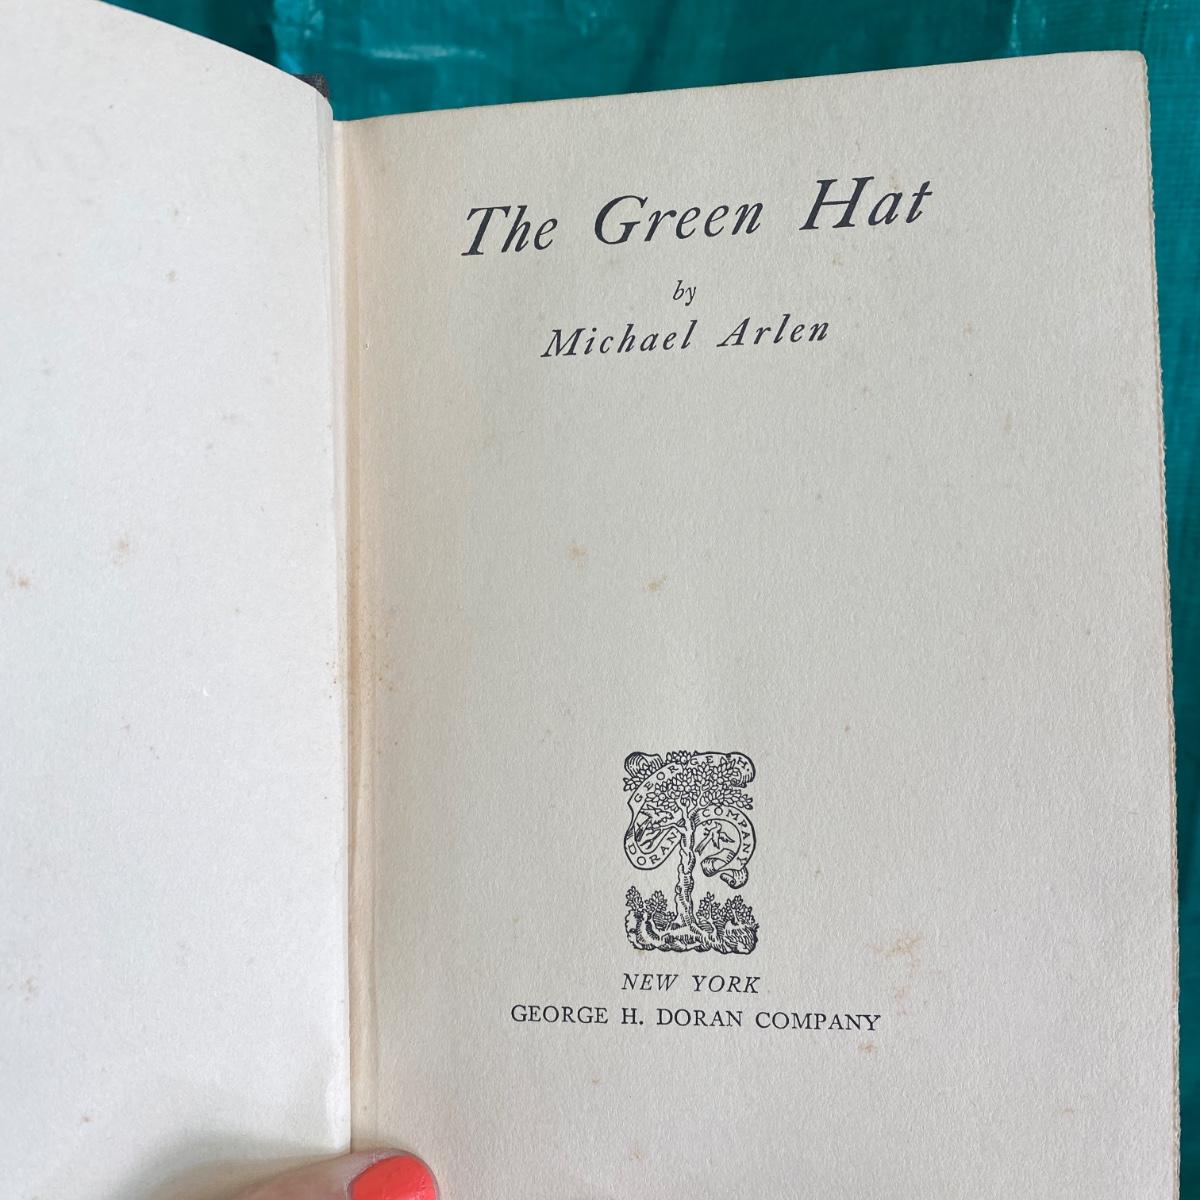 The Green Hat
by
Michael Arlen
GEORGE H.
DORAN COMPANY
NEW YORK
GEORGE H. DORAN COMPANY